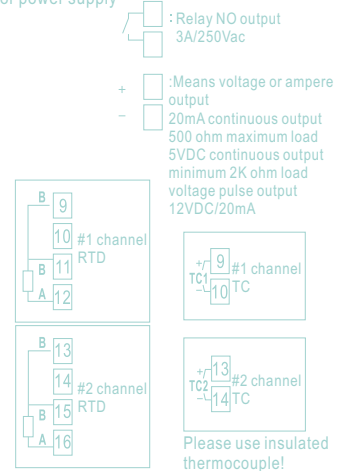 or power supply
: Relay NO output
3A/250Vac
+
−
:Means voltage or ampere
output
20mA continuous output
500 ohm maximum load
5VDC continuous output
minimum 2K ohm load
voltage pulse output
12VDC/20mA
B 9
10 #1 channel
B 11 RTD
A 12
+ 9 #1 channel
TC1
− 10 TC
B 13
14 #2 channel
B 15 RTD
A 16
+ 13
TC2 #2 channel
− 14 TC
Please use insulated
thermocouple!